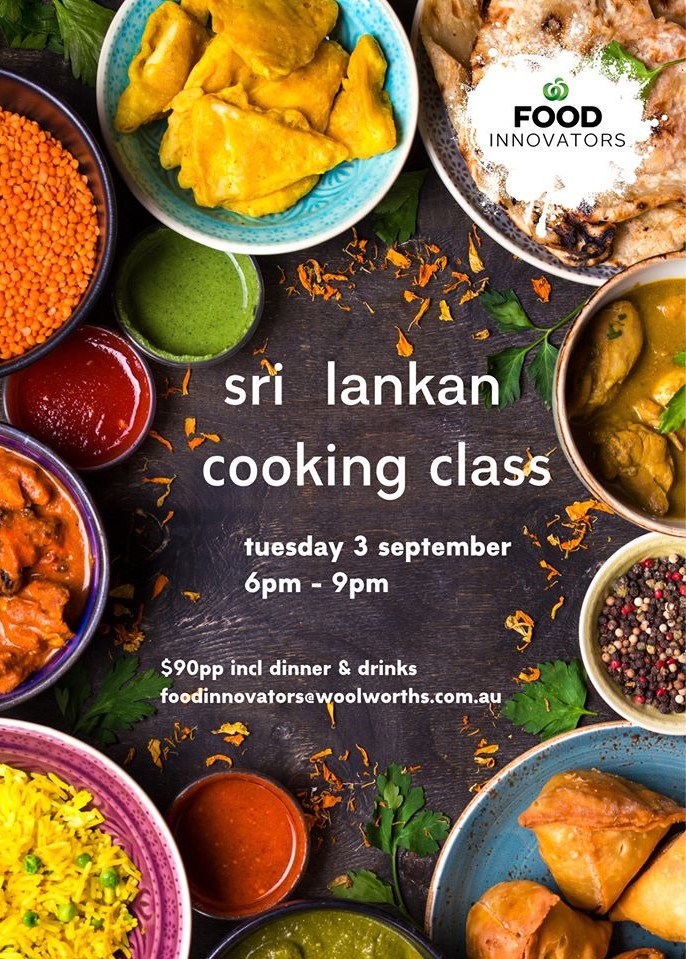 FOOD
INNOVATORS
sri lankan
cooking class
tuesday 3 september
6pm - 9pm
$90pp incl dinner & drinks
foodinnovators@woolworths.com.au